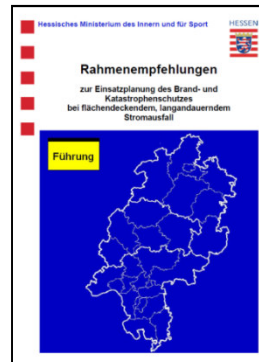 Hessisches Ministerium des Innern und für Sport
HESSEN
Rahmenempfehlungen
zur Einsatzplanung des Brand- und
Katastrophenschutzes
bei flächendeckendem, langandauerndem
Stromausfall
Führung